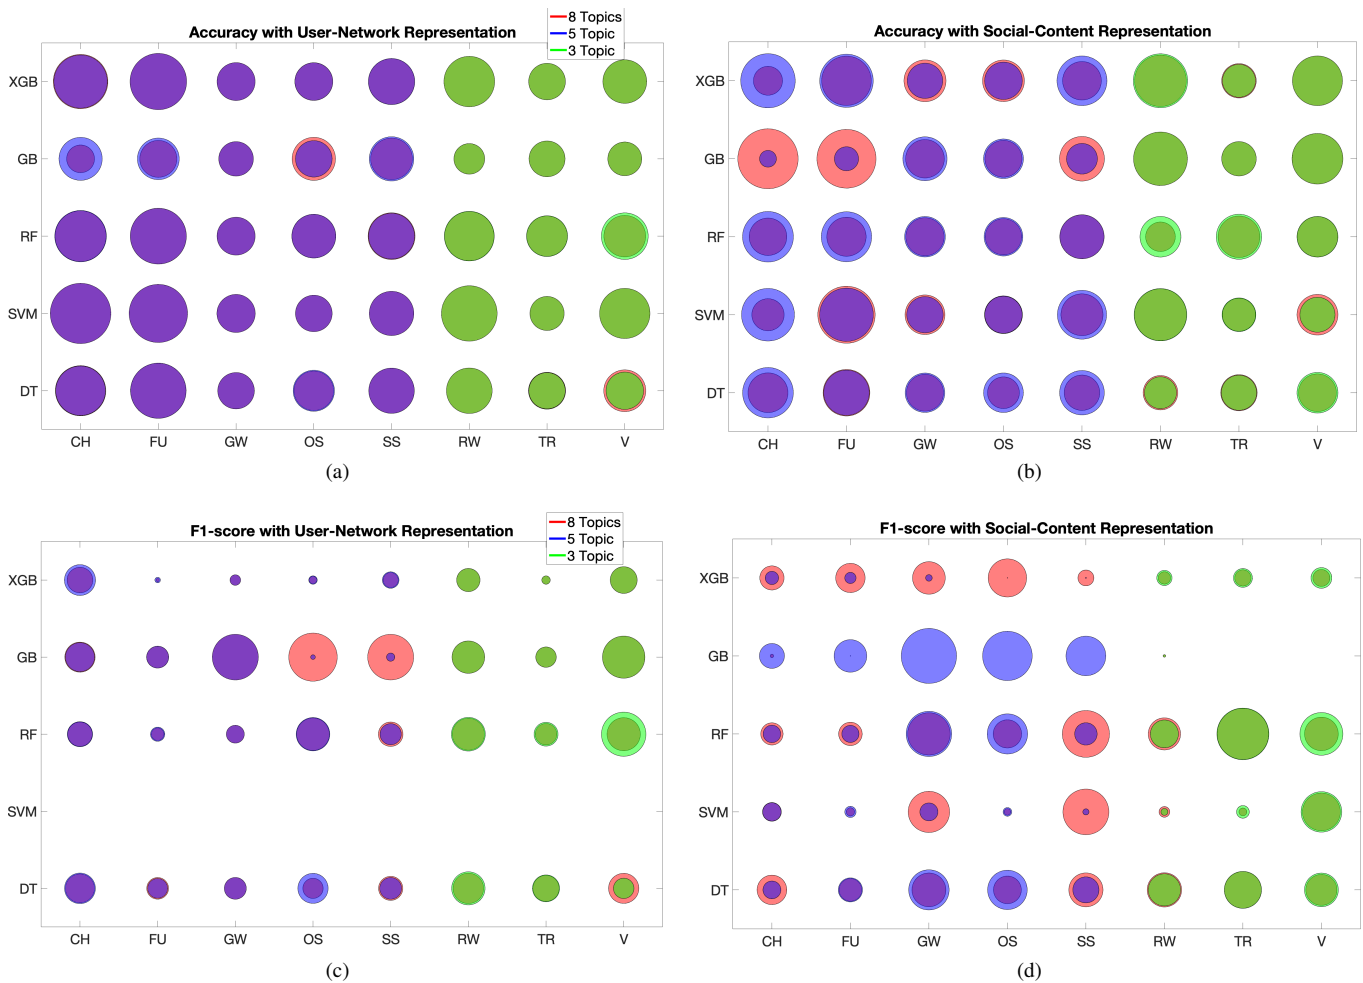 Accuracy with User-Network Representation
8 Topics
5 Topic
3 Topic
XGB
GB
RF
SVM
DT
CH FU GW OS SS RW TR V
(a)
Accuracy with Social-Content Representation
XGB
GB
RF
SVM
DT
CH FU GW OS SS RW TR V
(b)
F1-score with User-Network Representation
8 Topics
5 Topic
3 Topic
XGB
GB
RF
SVM
DT
CH FU GW OS SS RW TR V
(c)
F1-score with Social-Content Representation
XGB
GB
RF
SVM
DT
CH FU GW OS SS RW TR V
(d)